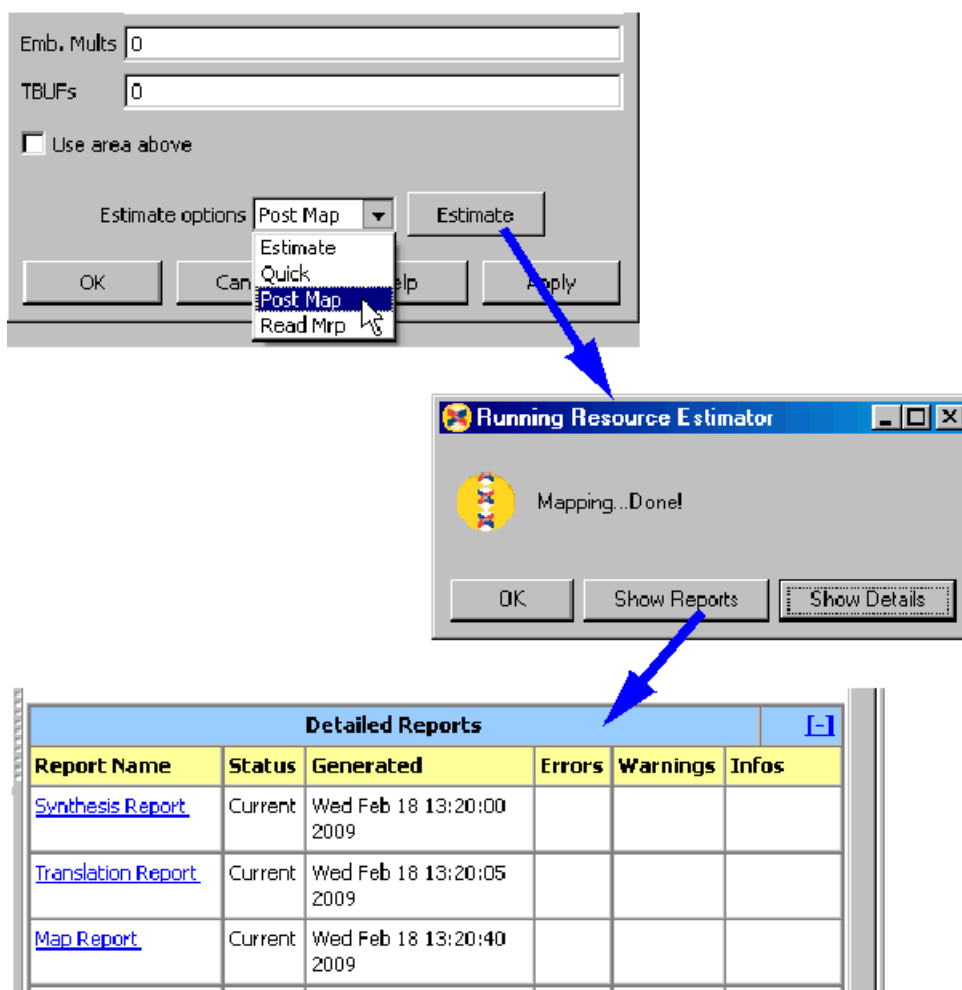 Emb. Mults 0
TBUFs 0
Use area above
Estimate options Post Map Estimate
Estimate
Quick
Post Map
Read Mrp
OK Can elp Apply
Running Resource Estimator
Mapping...Done!
OK Show Reports Show Details
Detailed Reports [-]
Report Name Status Generated Errors Warnings Infos
Synthesis Report Current Wed Feb 18 13:20:00
2009
Translation Report Current Wed Feb 18 13:20:05
2009
Map Report Current Wed Feb 18 13:20:40
2009